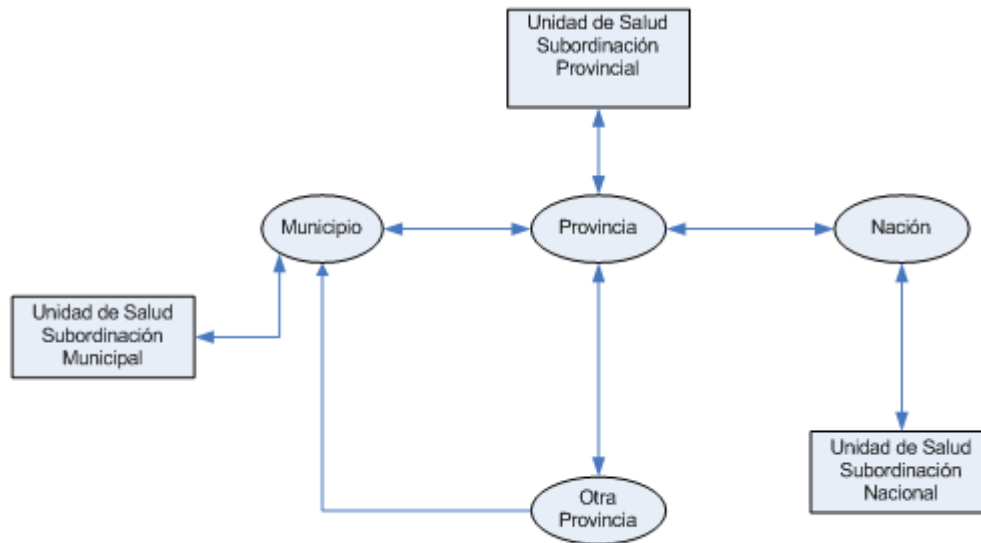 Unidad de Salud
Subordinación
Provincial
Municipio
Provincia
Nación
Unidad de Salud
Subordinación
Municipal
Unidad de Salud
Subordinación
Nacional
Otra
Provincia